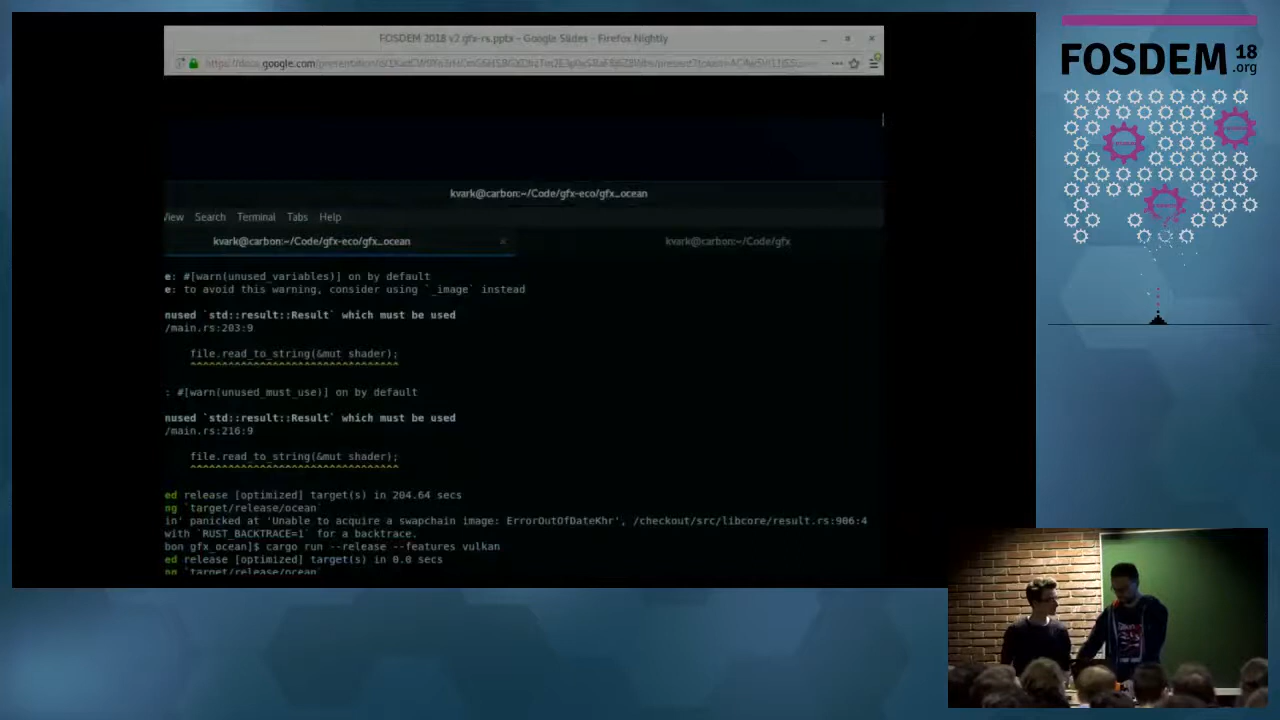 FOSDEM 2018 v2 gfx-rs.pptx - Google Slides - Firefox Nightly
FOSDEM 18
.org
kvark@carbon:~/Code/gfx-eco/gfx_ocean
View Search Terminal Tabs Help
kvark@carbon:~/Code/gfx-eco/gfx_ocean
kvark@carbon:~/Code/gfx
e: #[warn(unused_variables)] on by default
e: to avoid this warning, consider using `_image` instead
nused `std::result::Result` which must be used
/main.rs:203:9
file.read_to_string(&mut shader);
^^^^^^^^^^^^^^^^^^^^^^^^^^^^^^^^^
: #[warn(unused_must_use)] on by default
nused `std::result::Result` which must be used
/main.rs:216:9
file.read_to_string(&mut shader);
^^^^^^^^^^^^^^^^^^^^^^^^^^^^^^^^^
ed release [optimized] target(s) in 204.64 secs
ng `target/release/ocean`
in' panicked at 'Unable to acquire a swapchain image: ErrorOutOfDateKhr', /checkout/src/libcore/result.rs:906:4
with `RUST_BACKTRACE=1` for a backtrace.
bon gfx_ocean]$ cargo run --release --features vulkan
ed release [optimized] target(s) in 0.0 secs
ng `target/release/ocean`